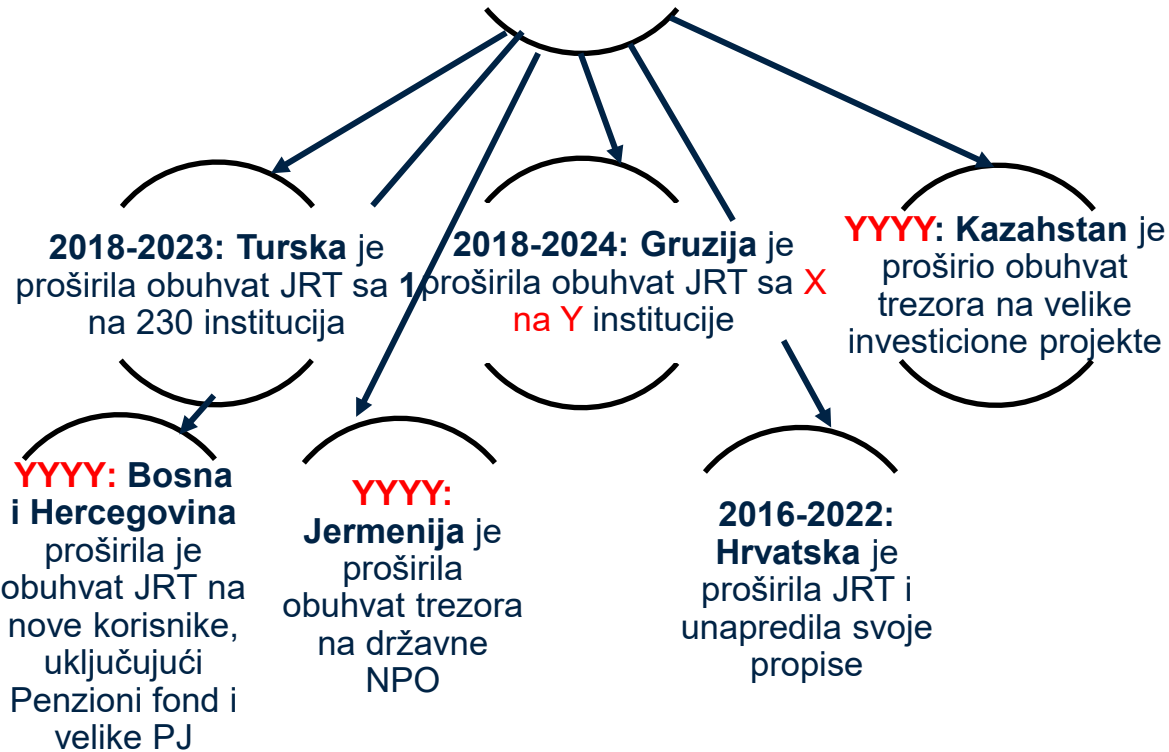 2018-2023: Turska je
proširila obuhvat JRT sa 1
na 230 institucija
2018-2024: Gruzija je
proširila obuhvat JRT sa X
na Y institucije
YYYY: Kazahstan je
proširio obuhvat
trezora na velike
investicione projekte
YYYY: Bosna
i Hercegovina
proširila je
obuhvat JRT na
nove korisnike,
uključujući
Penzioni fond i
velike PJ
YYYY:
Jermenija je
proširila
obuhvat trezora
na državne
NPO
2016-2022:
Hrvatska je
proširila JRT i
unapredila svoje
propise